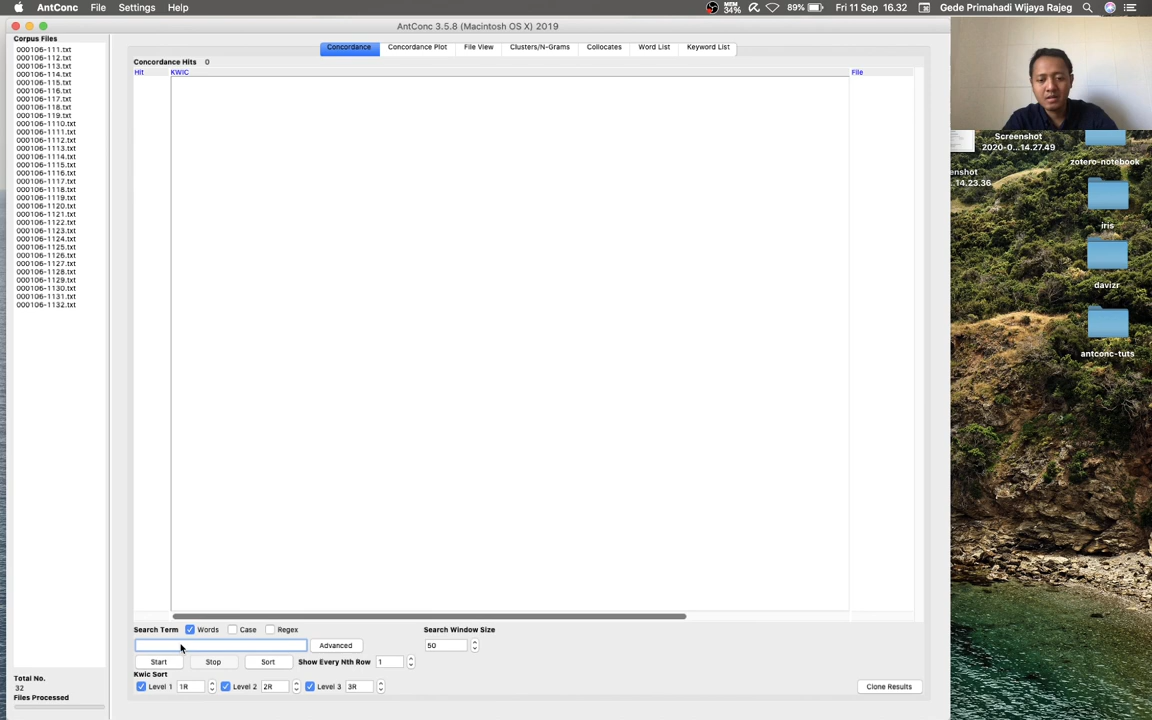 AntConc File Settings Help MEM 34% 89% Fri 11 Sep 16.32 Gede Primahadi Wijaya Rajeg
AntConc 3.5.8 (Macintosh OS X) 2019
Corpus Files
000106-111.txt
000106-112.txt
000106-113.txt
000106-114.txt
000106-115.txt
000106-116.txt
000106-117.txt
000106-118.txt
000106-119.txt
000106-1110.txt
000106-1111.txt
000106-1112.txt
000106-1113.txt
000106-1114.txt
000106-1115.txt
000106-1116.txt
000106-1117.txt
000106-1118.txt
000106-1119.txt
000106-1120.txt
000106-1121.txt
000106-1122.txt
000106-1123.txt
000106-1124.txt
000106-1125.txt
000106-1126.txt
000106-1127.txt
000106-1128.txt
000106-1129.txt
000106-1130.txt
000106-1131.txt
000106-1132.txt
Total No.
32
Files Processed
Concordance Concordance Plot File View Clusters/N-Grams Collocates Word List Keyword List
Concordance Hits 0
Hit KWIC File
Search Term Words Case Regex Search Window Size
Advanced 50
Start Stop Sort Show Every Nth Row 1
Kwic Sort
Level 1 1R Level 2 2R Level 3 3R Clone Results
Screenshot
2020-0...14.27.49
enshot
...14.23.36
zotero-notebook
iris
davizr
antconc-tuts